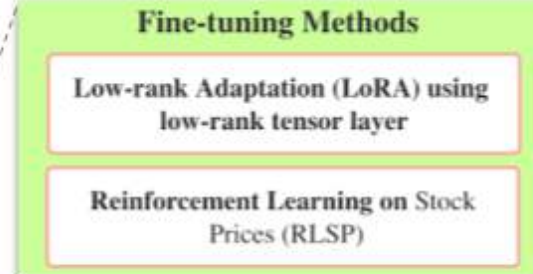 Fine-tuning Methods
Low-rank Adaptation (LoRA) using
low-rank tensor layer
Reinforcement Learning on Stock
Prices (RLSP)